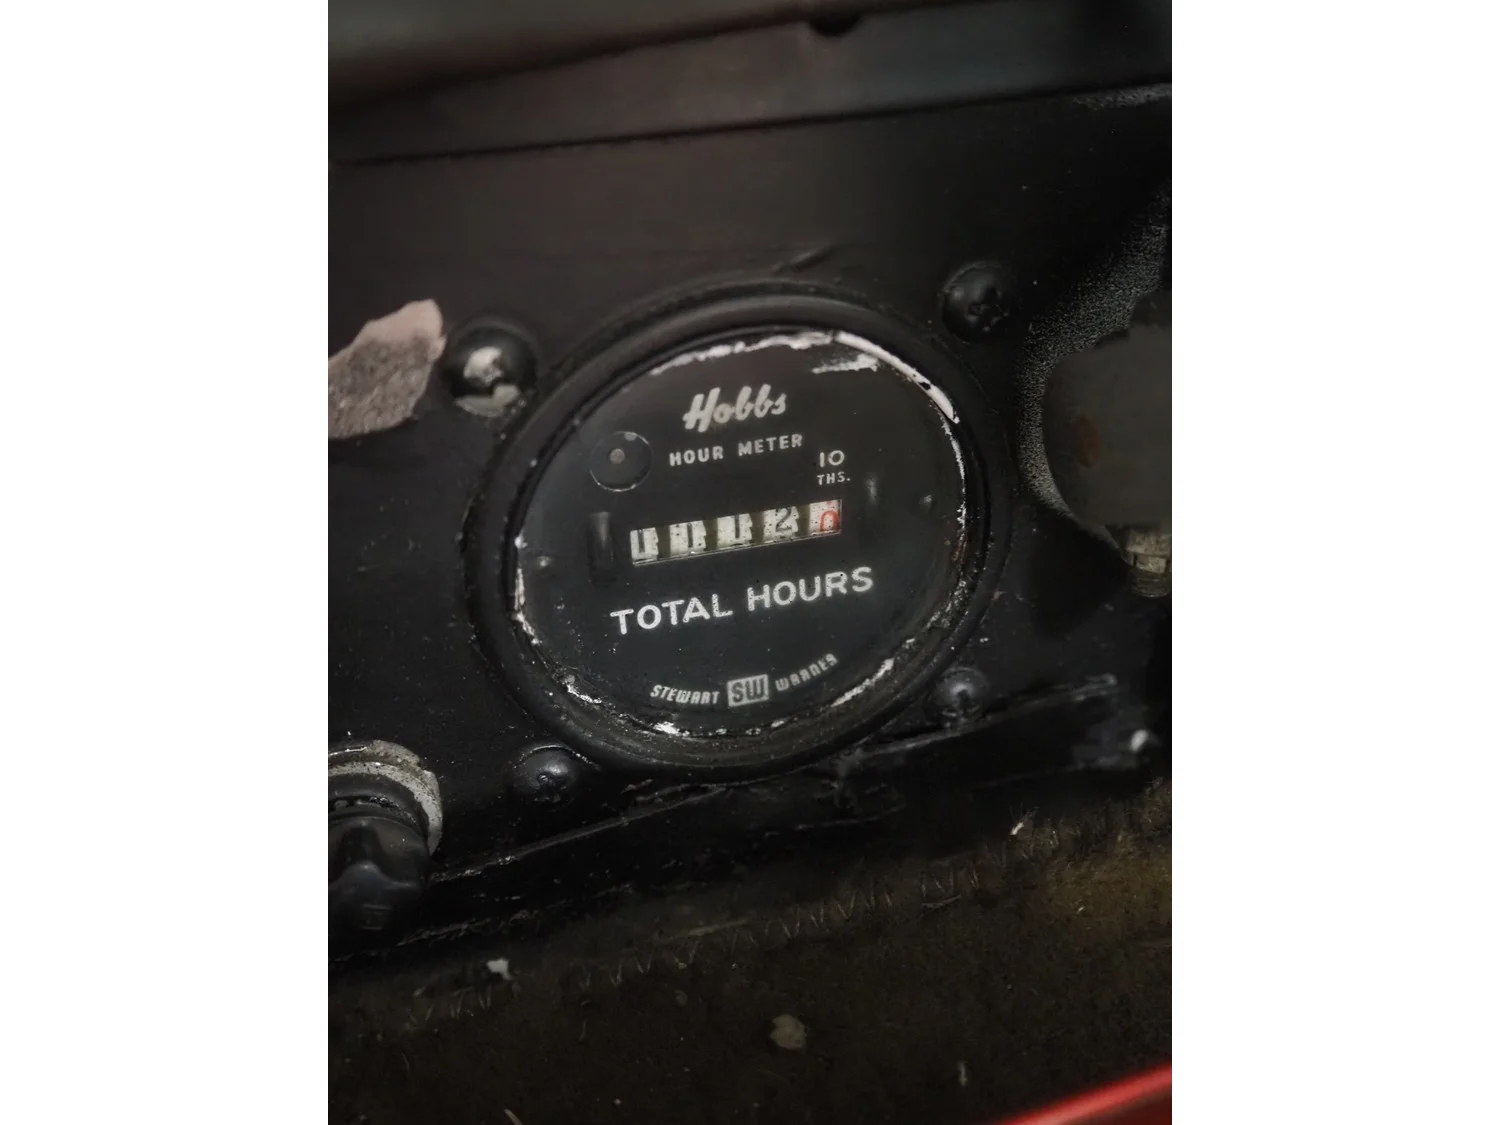 Hobbs
HOUR METER
10
THS.
TOTAL HOURS
STEWART SW WARNER